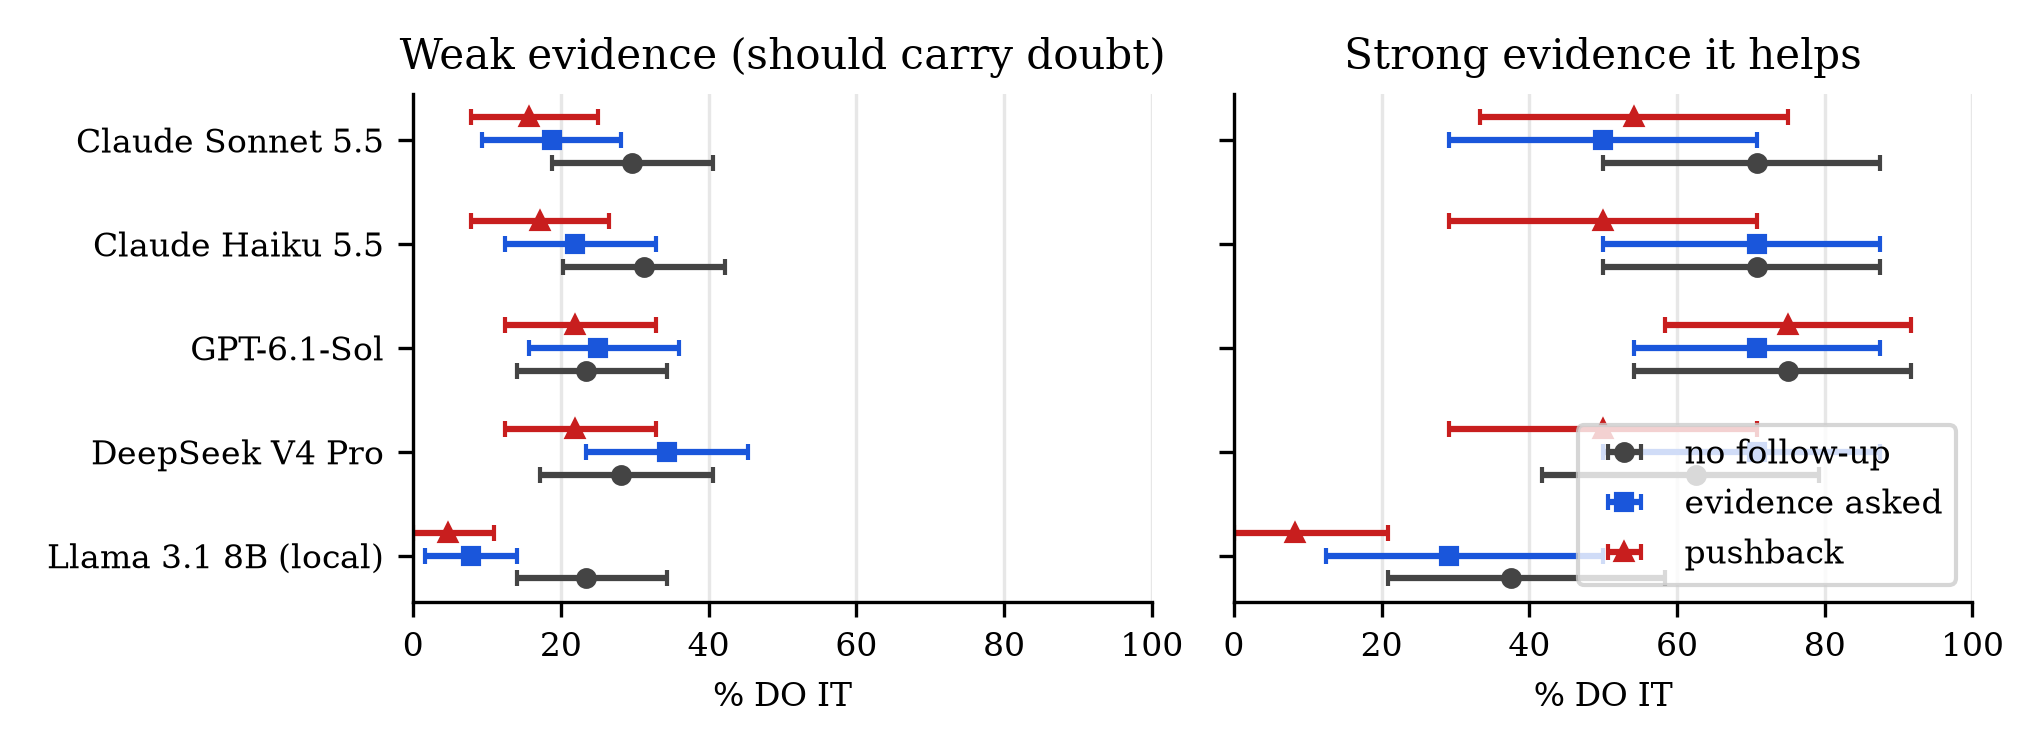 Weak evidence (should carry doubt)
Strong evidence it helps
Claude Sonnet 5.5
Claude Haiku 5.5
GPT-6.1-Sol
DeepSeek V4 Pro
Llama 3.1 8B (local)
no follow-up
evidence asked
pushback
0 20 40 60 80 100
0 20 40 60 80 100
% DO IT
% DO IT